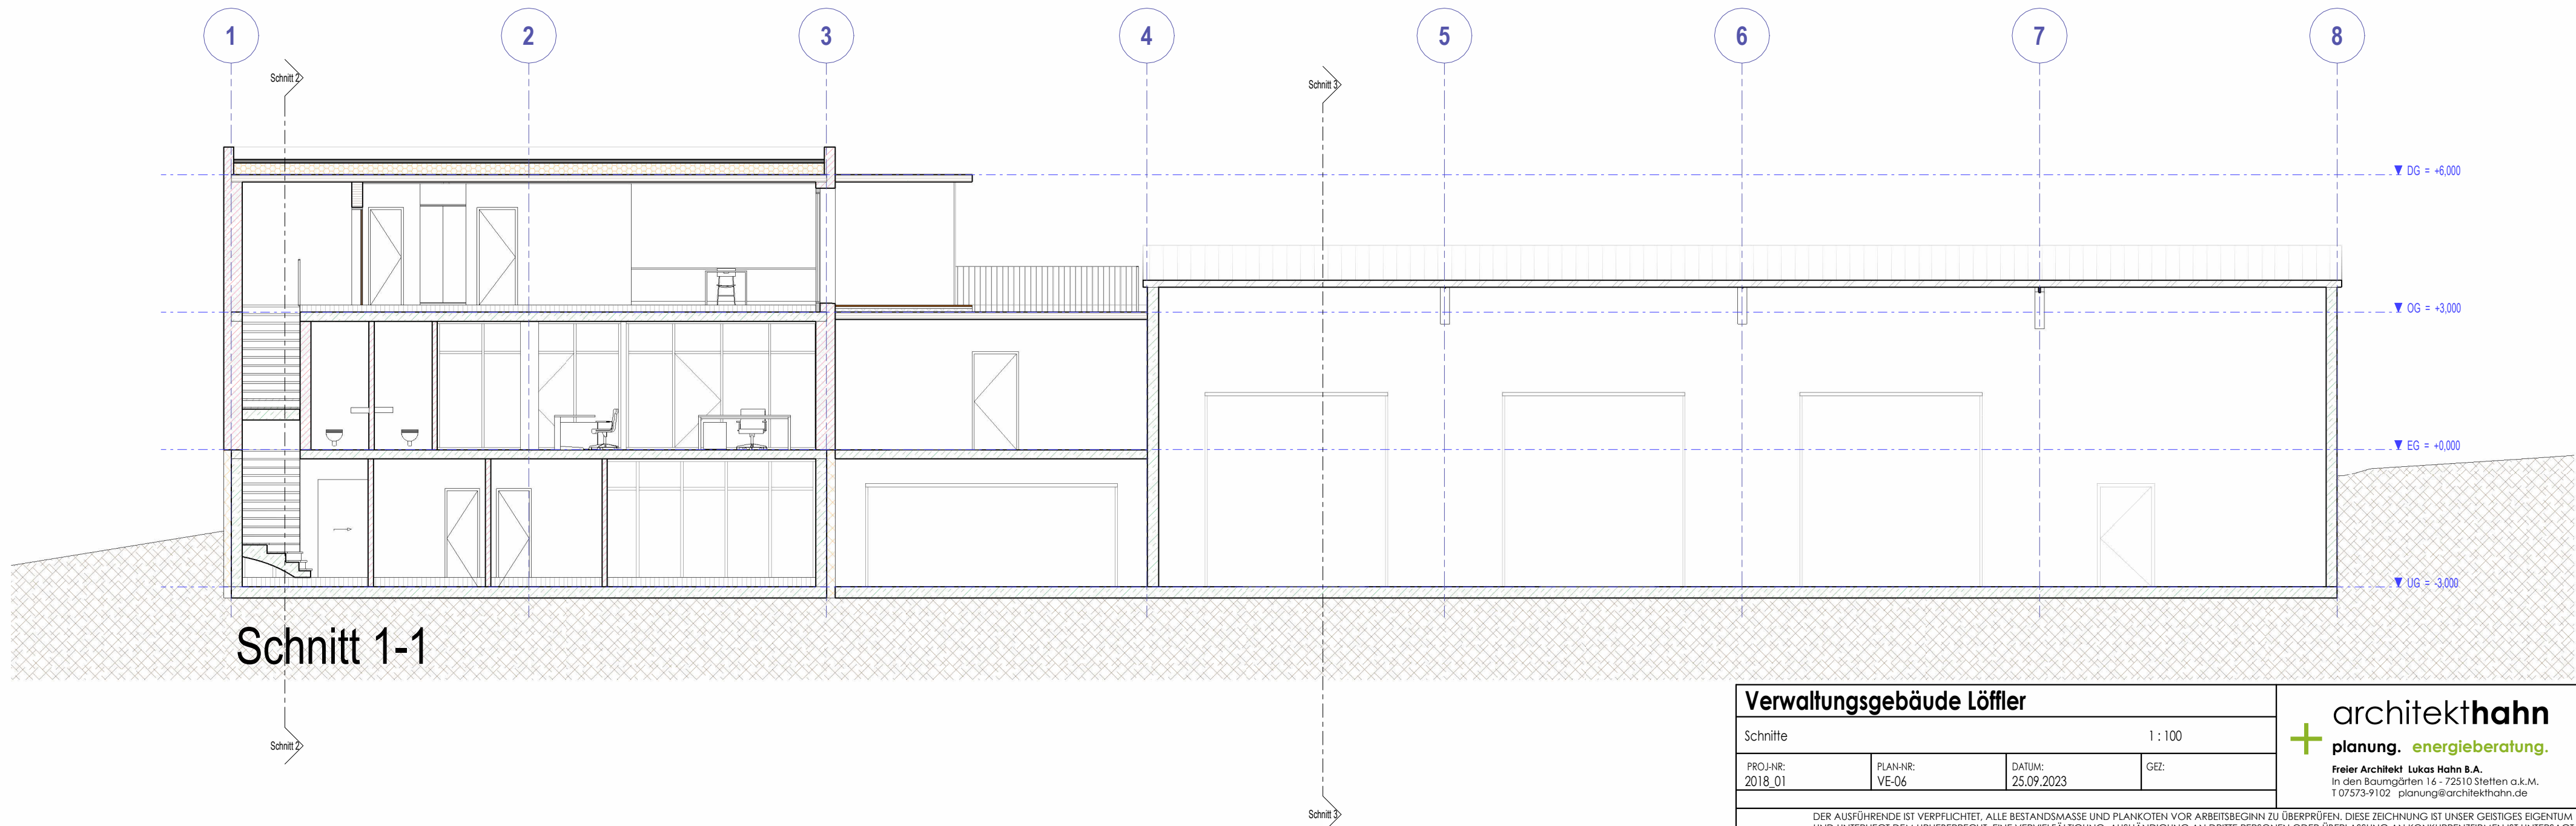 1 2 3 4 5 6 7 8
Schnitt 2
Schnitt 3
DG = +6,000
OG = +3,000
EG = +0,000
UG = -3,000
Schnitt 1-1
Schnitt 2
Schnitt 3
Verwaltungsgebäude Löffler
Schnitte 1 : 100
PROJ-NR: PLAN-NR: DATUM: GEZ:
2018_01 VE-06 25.09.2023
architekthahn
+ planung. energieberatung.
Freier Architekt Lukas Hahn B.A.
In den Baumgärten 16 - 72510 Stetten a.k.M.
T 07573-9102 planung@architekthahn.de
DER AUSFÜHRENDE IST VERPFLICHTET, ALLE BESTANDSMASSE UND PLANKOTEN VOR ARBEITSBEGINN ZU ÜBERPRÜFEN. DIESE ZEICHNUNG IST UNSER GEISTIGES EIGENTUM